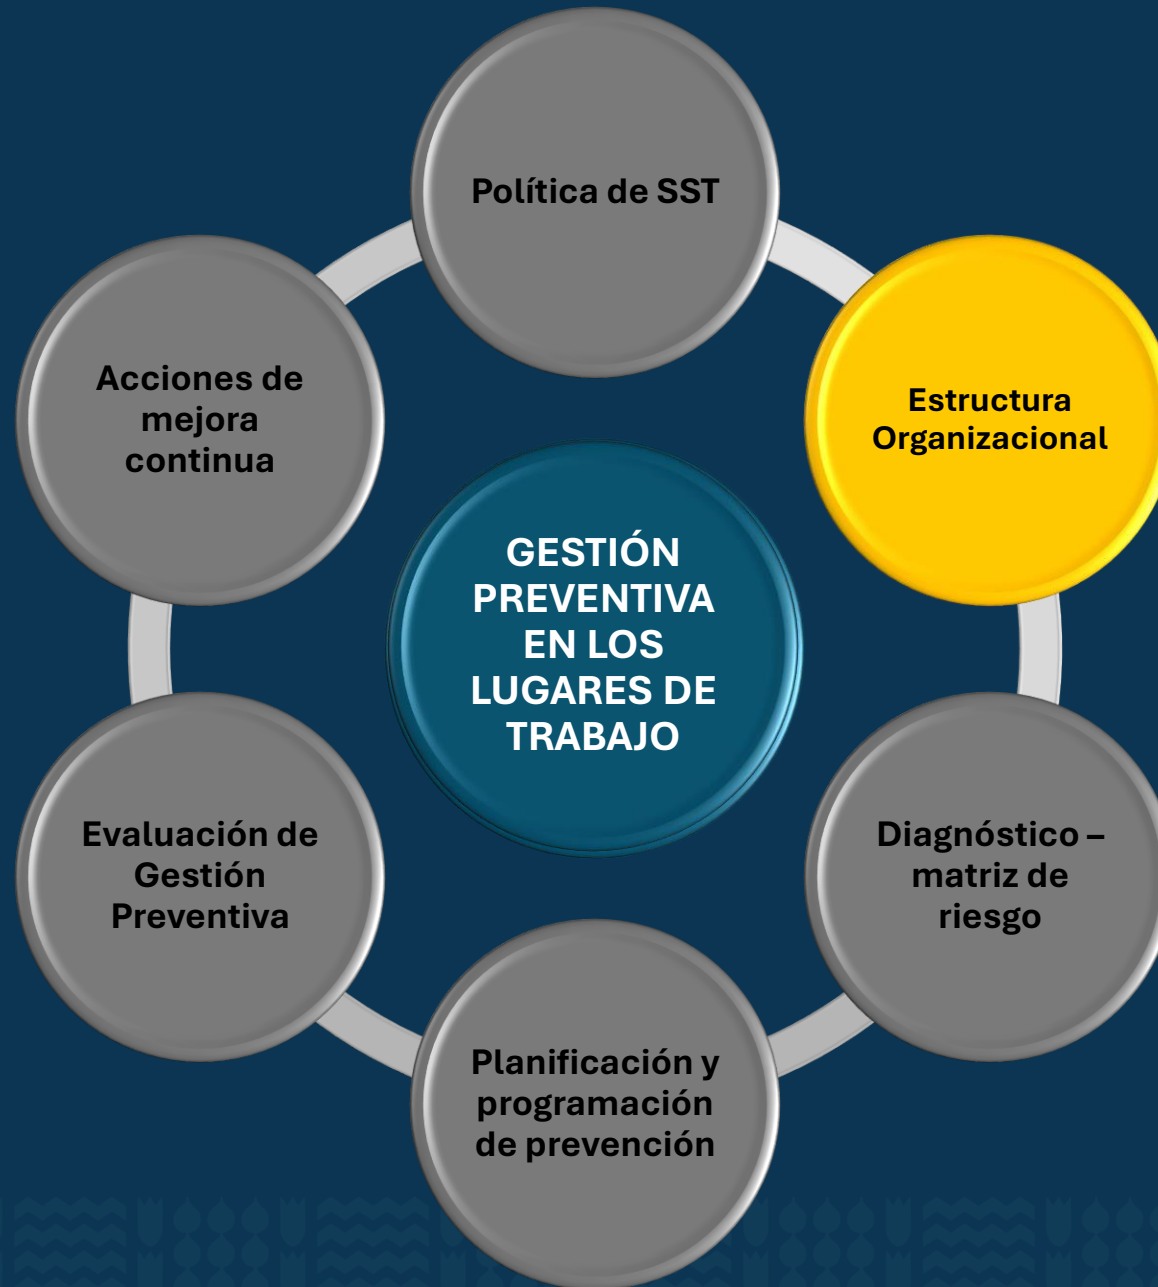 Política de SST
Estructura
Organizacional
Diagnóstico –
matriz de
riesgo
Planificación y
programación
de prevención
Evaluación de
Gestión
Preventiva
Acciones de
mejora
continua
GESTIÓN
PREVENTIVA
EN LOS
LUGARES DE
TRABAJO